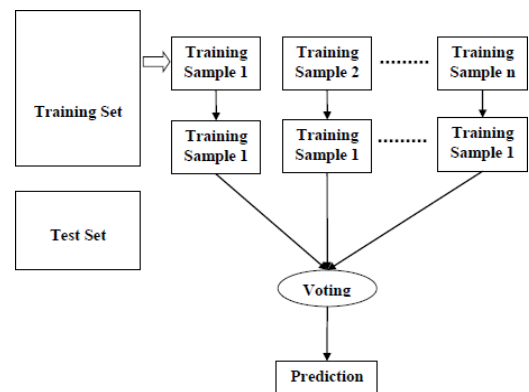 Training Set
Training
Sample 1
Training
Sample 2
Training
Sample n
Training
Sample 1
Training
Sample 1
Training
Sample 1
Test Set
Voting
Prediction